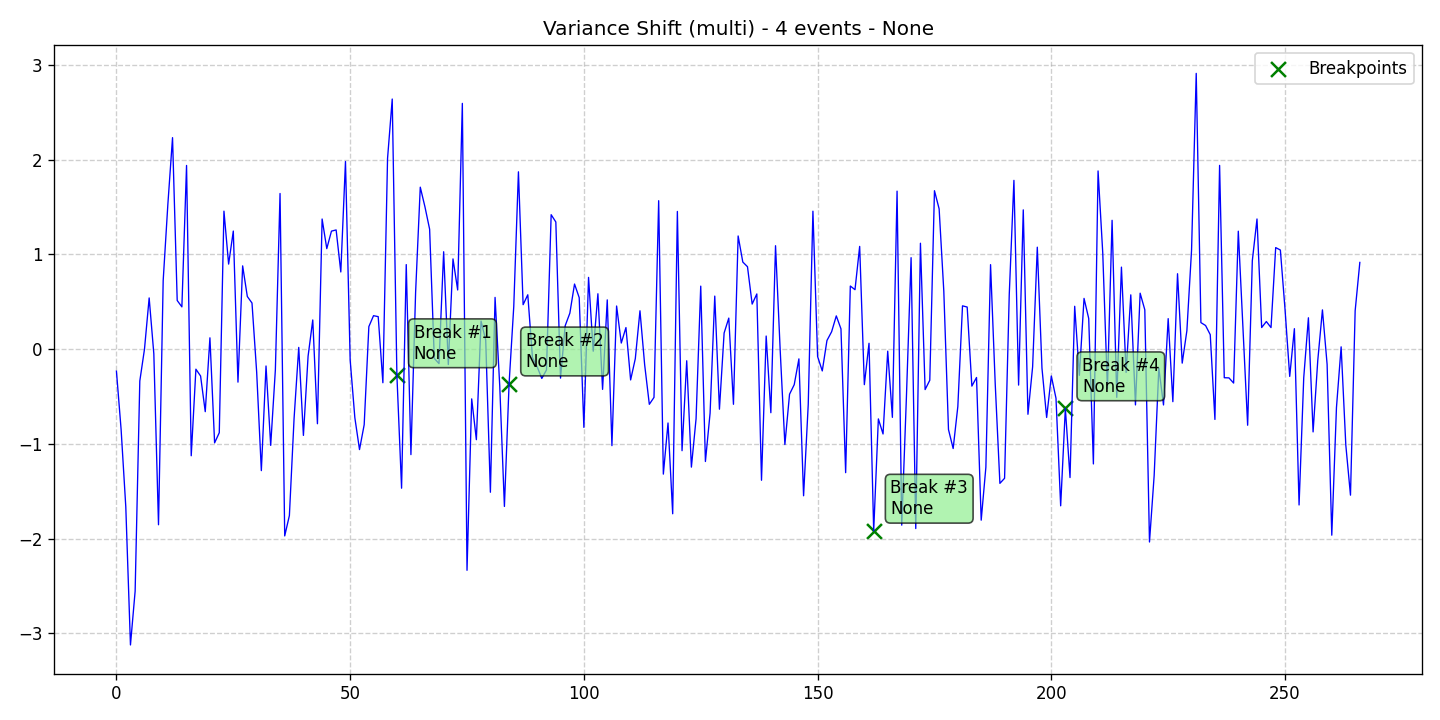 Variance Shift (multi) - 4 events - None
Breakpoints
3
2
1
0
−1
−2
−3
Break #1
None
Break #2
None
Break #3
None
Break #4
None
0
50
100
150
200
250